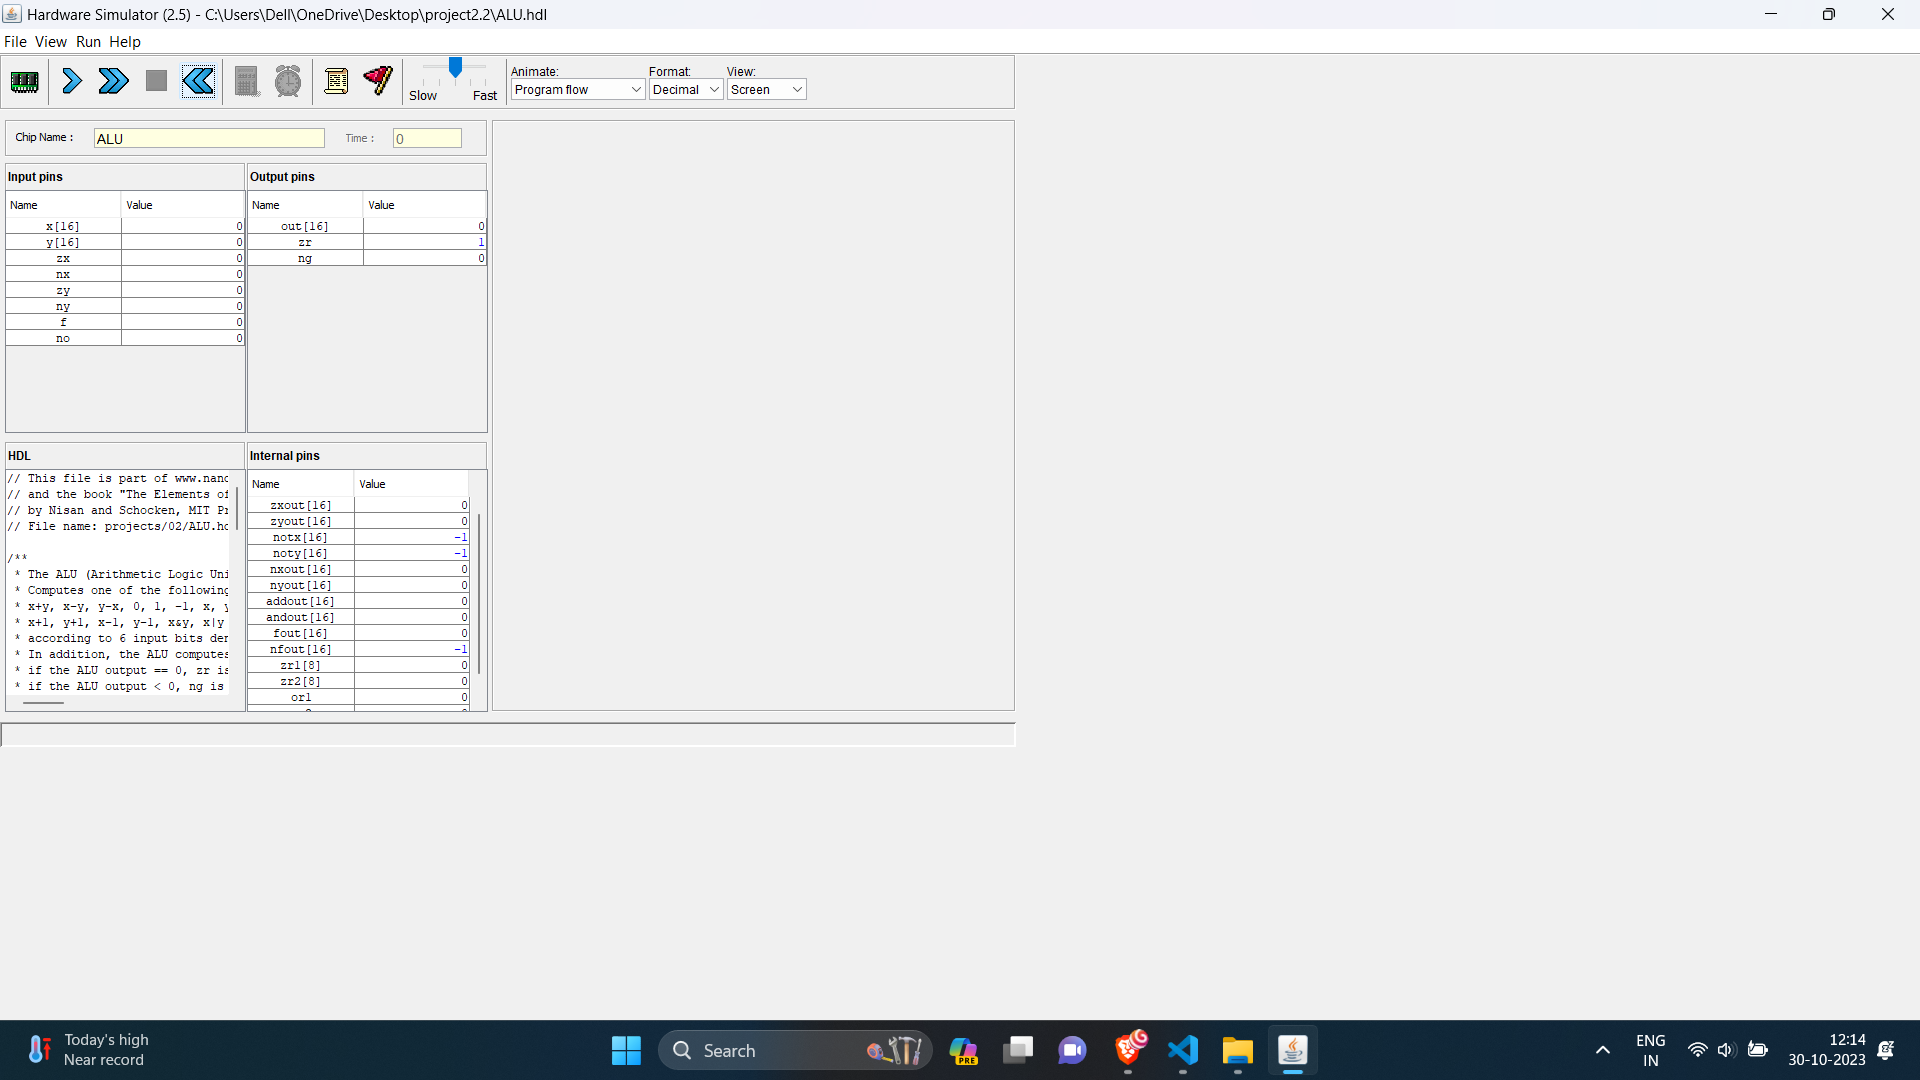 Hardware Simulator (2.5) - C:\Users\Dell\OneDrive\Desktop\project2.2\ALU.hdl
File View Run Help
Slow Fast
Animate: Format: View:
Program flow Decimal Screen
Chip Name : ALU Time : 0
Input pins
Name Value
x[16] 0
y[16] 0
zx 0
nx 0
zy 0
ny 0
f 0
no 0
Output pins
Name Value
out[16] 0
zr 1
ng 0
HDL
// This file is part of www.nand
// and the book "The Elements of
// by Nisan and Schocken, MIT Pr
// File name: projects/02/ALU.hd
/**
* The ALU (Arithmetic Logic Uni
* Computes one of the following
* x+y, x-y, y-x, 0, 1, -1, x, y
* x+1, y+1, x-1, y-1, x&y, x|y
* according to 6 input bits den
* In addition, the ALU computes
* if the ALU output == 0, zr is
* if the ALU output < 0, ng is
Internal pins
Name Value
zxout[16] 0
zyout[16] 0
notx[16] -1
noty[16] -1
nxout[16] 0
nyout[16] 0
addout[16] 0
andout[16] 0
fout[16] 0
nfout[16] -1
zr1[8] 0
zr2[8] 0
or1 0
Today's high
Near record
Search
PRE
ENG
IN
12:14
30-10-2023